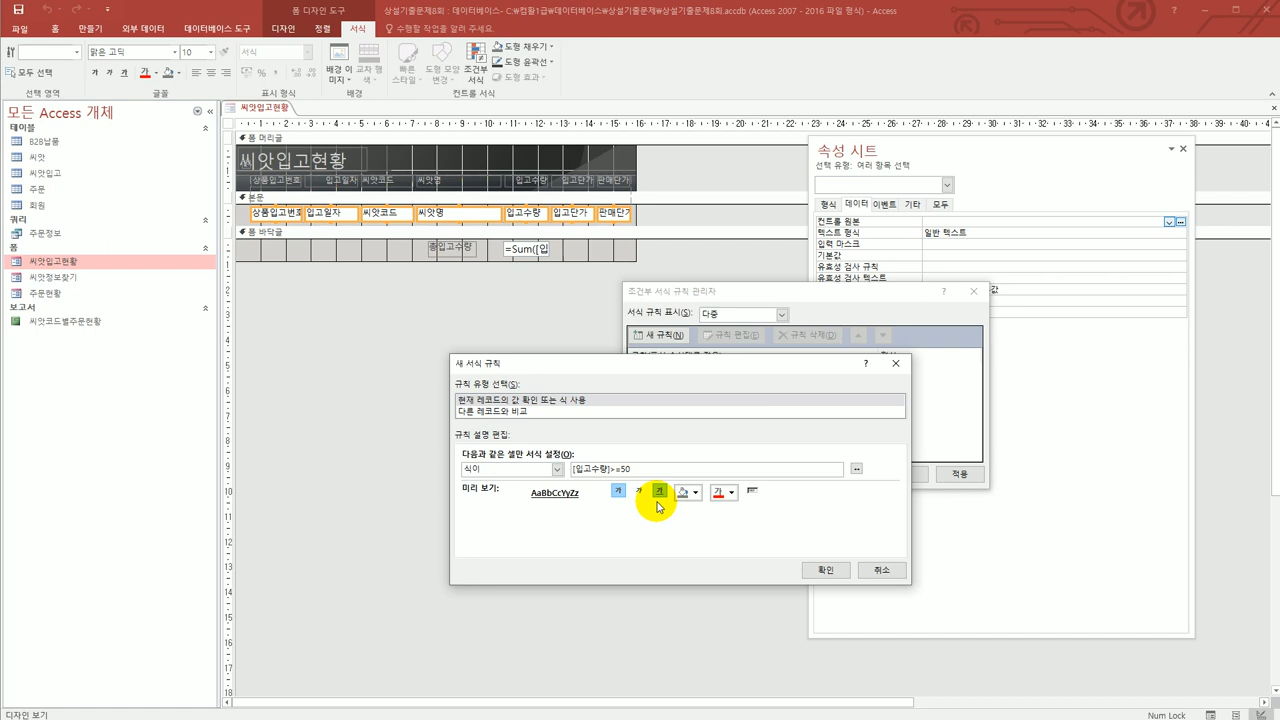 폼 디자인 도구
상설기출문제8회 : 데이터베이스- C:₩컴활1급₩데이터베이스₩상설기출문제₩상설기출문제8회.accdb (Access 2007 - 2016 파일 형식) - Access
파일 홈 만들기 외부 데이터 데이터베이스 도구 디자인 정렬 서식 수행할 작업을 알려 주세요.
맑은 고딕 10 서식
모두 선택 가 가 가 가
배경 이미지 교차 행 색 빠른 스타일 도형 모양 변경 조건부 서식
도형 채우기
도형 윤곽선
도형 효과
선택 영역 글꼴 표시 형식 배경 컨트롤 서식
모든 Access 개체
테이블
B2B납품
씨앗
씨앗입고
주문
회원
쿼리
주문정보
폼
씨앗입고현황
씨앗정보찾기
주문현황
보고서
씨앗코드별주문현황
씨앗입고현황
폼 머리글
씨앗입고현황
상품입고번호 입고일자 씨앗코드 씨앗명 입고수량 입고단가 판매단가
본문
상품입고번호 입고일자 씨앗코드 씨앗명 입고수량 입고단가 판매단가
폼 바닥글
총입고수량 =Sum([입
속성 시트
선택 유형: 여러 항목 선택
형식 데이터 이벤트 기타 모두
컨트롤 원본
텍스트 형식 일반 텍스트
입력 마스크
기본값
유효성 검사 규칙
유효성 검사 텍스트
값
조건부 서식 규칙 관리자
서식 규칙 표시(S): 다중
새 규칙(N) 규칙 편집(E) 규칙 삭제(D)
적용
새 서식 규칙
규칙 유형 선택(S):
현재 레코드의 값 확인 또는 식 사용
다른 레코드와 비교
규칙 설명 편집:
다음과 같은 셀만 서식 설정(O):
식이 [입고수량]>=50
미리 보기: AaBbCcYyZz 가 가 가 가
확인 취소
디자인 보기
Num Lock